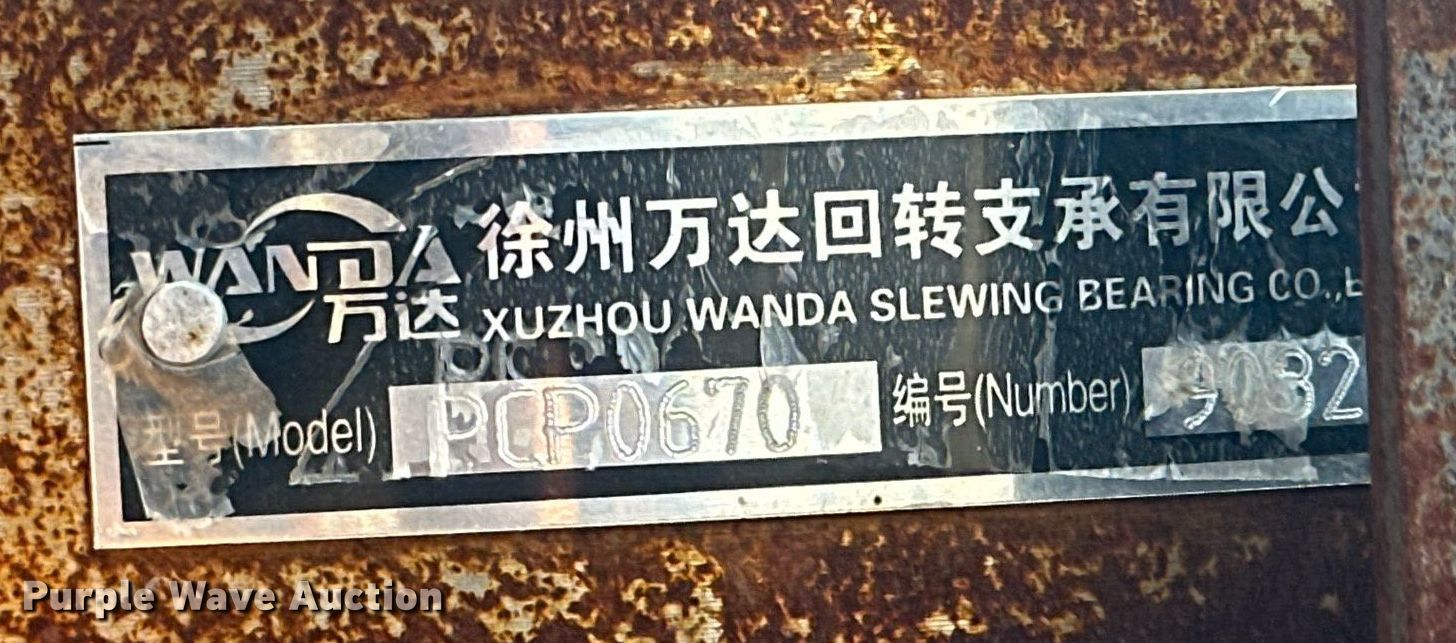 WANDA
万达
徐州万达回转支承有限公
XUZHOU WANDA SLEWING BEARING CO.,
型号(Model) PCP0670 编号(Number)
Purple Wave Auction